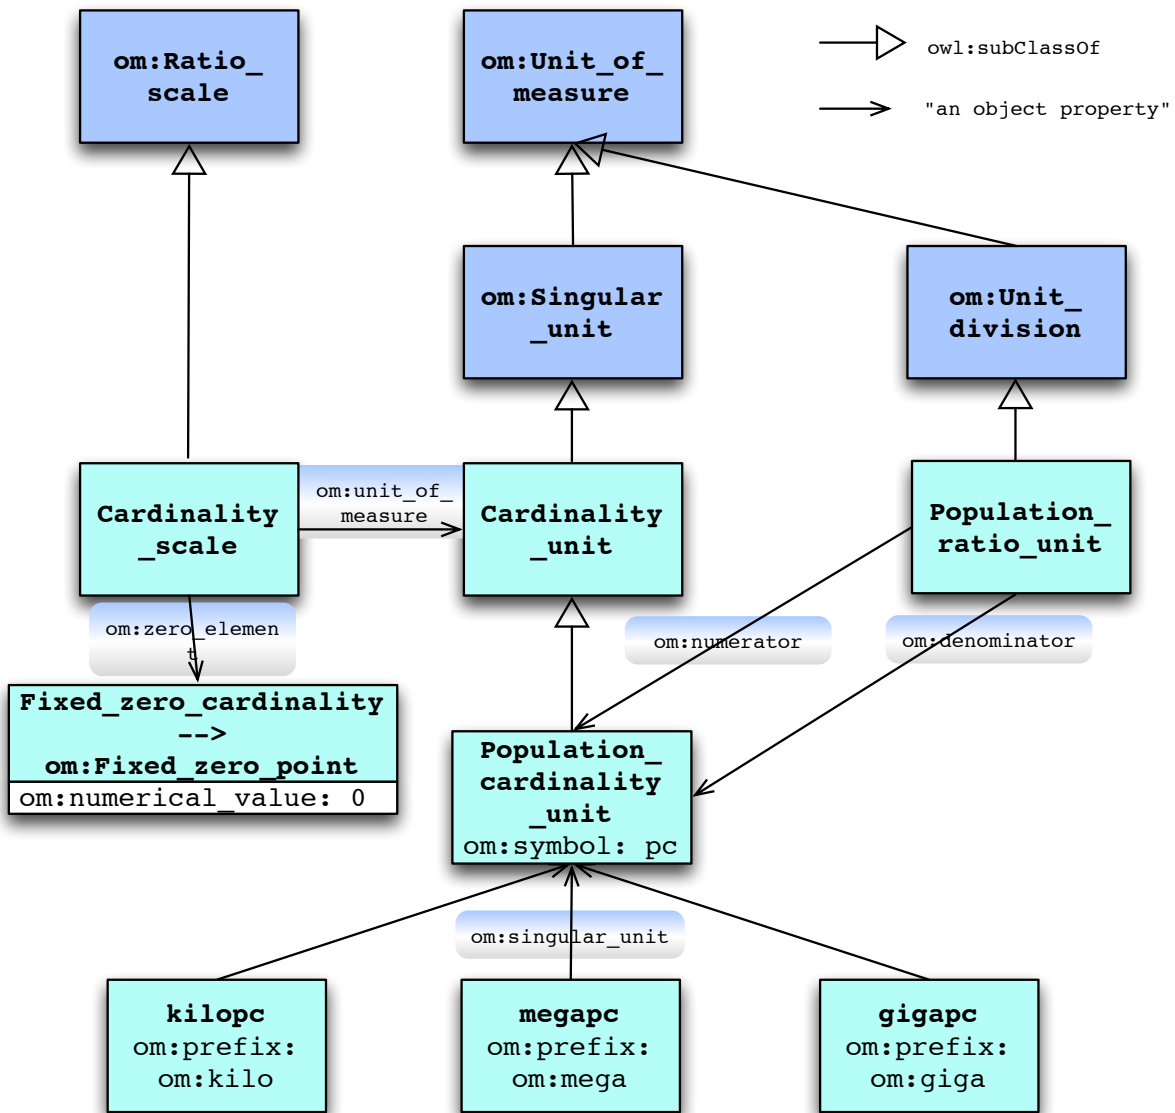 om:Ratio_
scale
om:Unit_of_
measure
owl:subClassOf
"an object property"
om:Singular
_unit
om:Unit_
division
Cardinality
_scale
om:unit_of_
measure
Cardinality
_unit
Population_
ratio_unit
om:zero_elemen
t
om:numerator
om:denominator
Fixed_zero_cardinality
-->
om:Fixed_zero_point
om:numerical_value: 0
Population_
cardinality
_unit
om:symbol: pc
om:singular_unit
kilopc
om:prefix:
om:kilo
megapc
om:prefix:
om:mega
gigapc
om:prefix:
om:giga